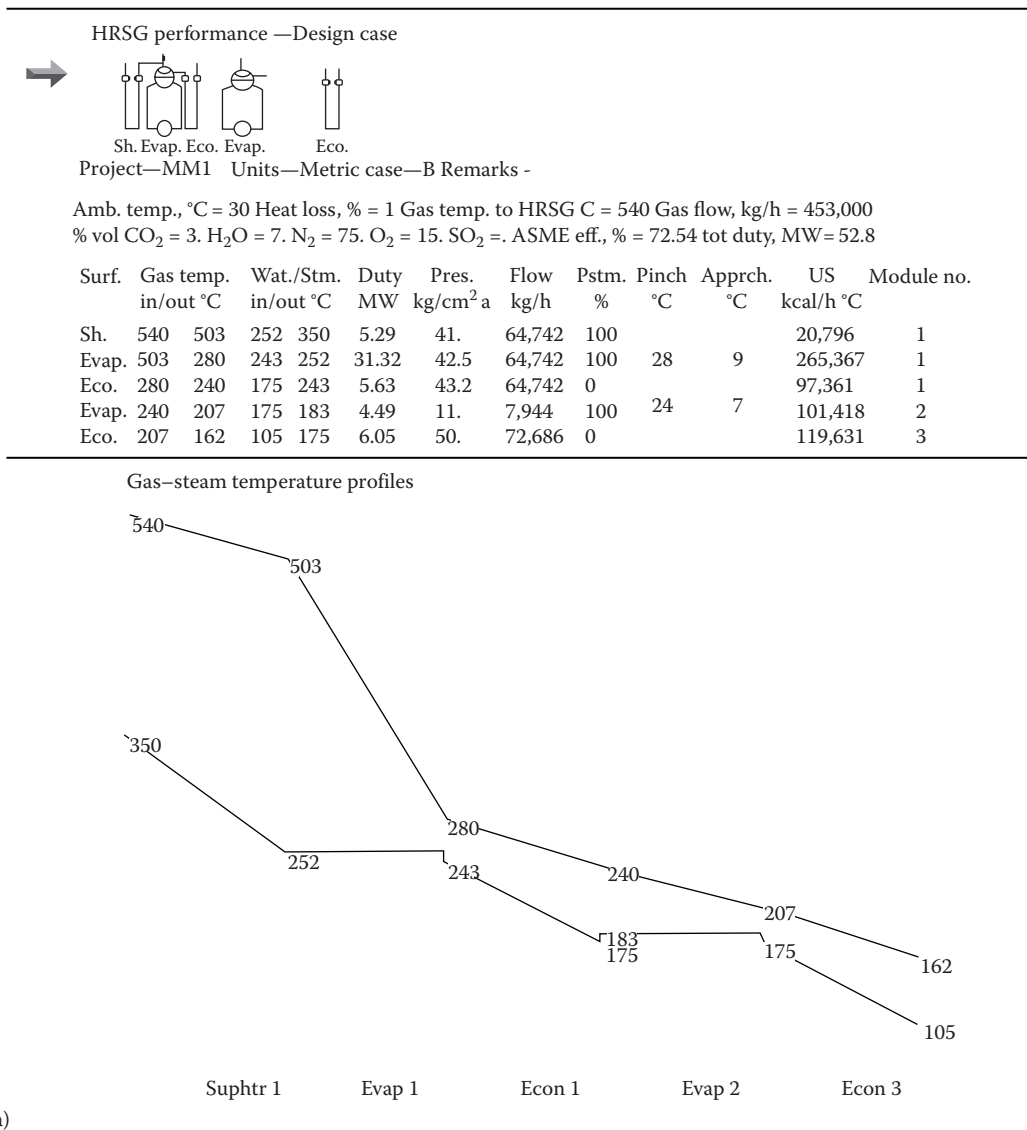 HRSG performance —Design case
Sh. Evap. Eco. Evap. Eco.
Project—MM1 Units—Metric case—B Remarks -
Amb. temp., °C = 30 Heat loss, % = 1 Gas temp. to HRSG C = 540 Gas flow, kg/h = 453,000
% vol CO2 = 3. H2O = 7. N2 = 75. O2 = 15. SO2 =. ASME eff., % = 72.54 tot duty, MW= 52.8
Surf. Gas temp. Wat./Stm. Duty Pres. Flow Pstm. Pinch Apprch. US Module no.
in/out °C in/out °C MW kg/cm2 a kg/h % °C °C kcal/h °C
Sh. 540 503 252 350 5.29 41. 64,742 100 20,796 1
Evap. 503 280 243 252 31.32 42.5 64,742 100 28 9 265,367 1
Eco. 280 240 175 243 5.63 43.2 64,742 0 97,361 1
Evap. 240 207 175 183 4.49 11. 7,944 100 24 7 101,418 2
Eco. 207 162 105 175 6.05 50. 72,686 0 119,631 3
Gas–steam temperature profiles
540
503
350
280
252
243
240
207
183
175
175
162
105
Suphtr 1 Evap 1 Econ 1 Evap 2 Econ 3